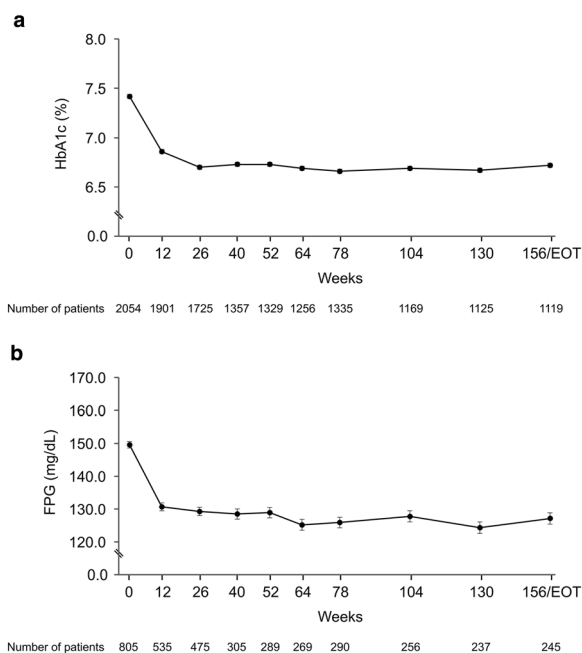 a
8.0
7.5
7.0
6.5
0.0
HbA1c (%)
0 12 26 40 52 64 78 104 130 156/EOT
Weeks
Number of patients 2054 1901 1725 1357 1329 1256 1335 1169 1125 1119
b
170.0
160.0
150.0
140.0
130.0
120.0
0.0
FPG (mg/dL)
0 12 26 40 52 64 78 104 130 156/EOT
Weeks
Number of patients 805 535 475 305 289 269 290 256 237 245